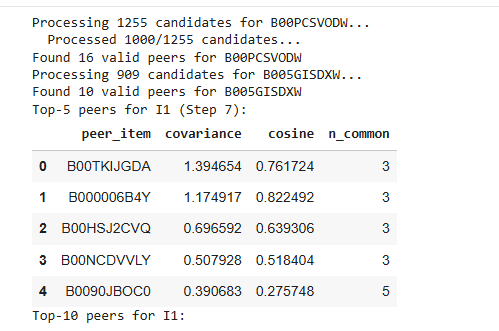 Processing 1255 candidates for B00PCSVODW...
  Processed 1000/1255 candidates...
Found 16 valid peers for B00PCSVODW
Processing 909 candidates for B005GISDXW...
Found 10 valid peers for B005GISDXW
Top-5 peers for I1 (Step 7):
peer_item covariance cosine n_common
0 B00TKIJGDA 1.394654 0.761724 3
1 B000006B4Y 1.174917 0.822492 3
2 B00HSJ2CVQ 0.696592 0.639306 3
3 B00NCDVVLY 0.507928 0.518404 3
4 B0090JBOC0 0.390683 0.275748 5
Top-10 peers for I1: